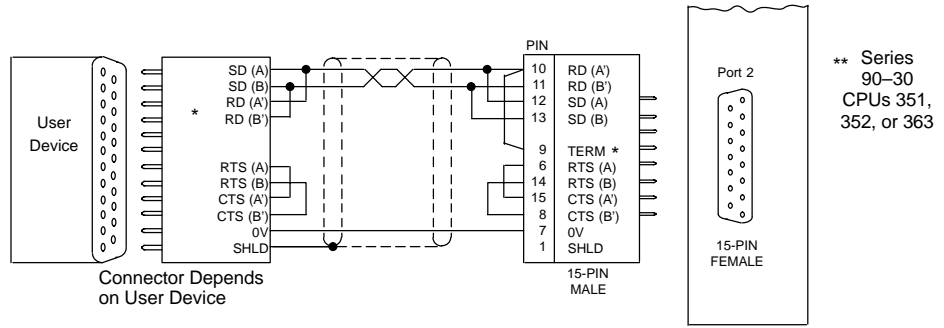 User
Device
*
SD (A)
SD (B)
RD (A')
RD (B')
RTS (A)
RTS (B)
CTS (A')
CTS (B')
0V
SHLD
Connector Depends
on User Device
PIN
10 RD (A')
11 RD (B')
12 SD (A)
13 SD (B)
9 TERM *
6 RTS (A)
14 RTS (B)
15 CTS (A')
8 CTS (B')
7 0V
1 SHLD
15-PIN
MALE
Port 2
15-PIN
FEMALE
** Series
90–30
CPUs 351,
352, or 363